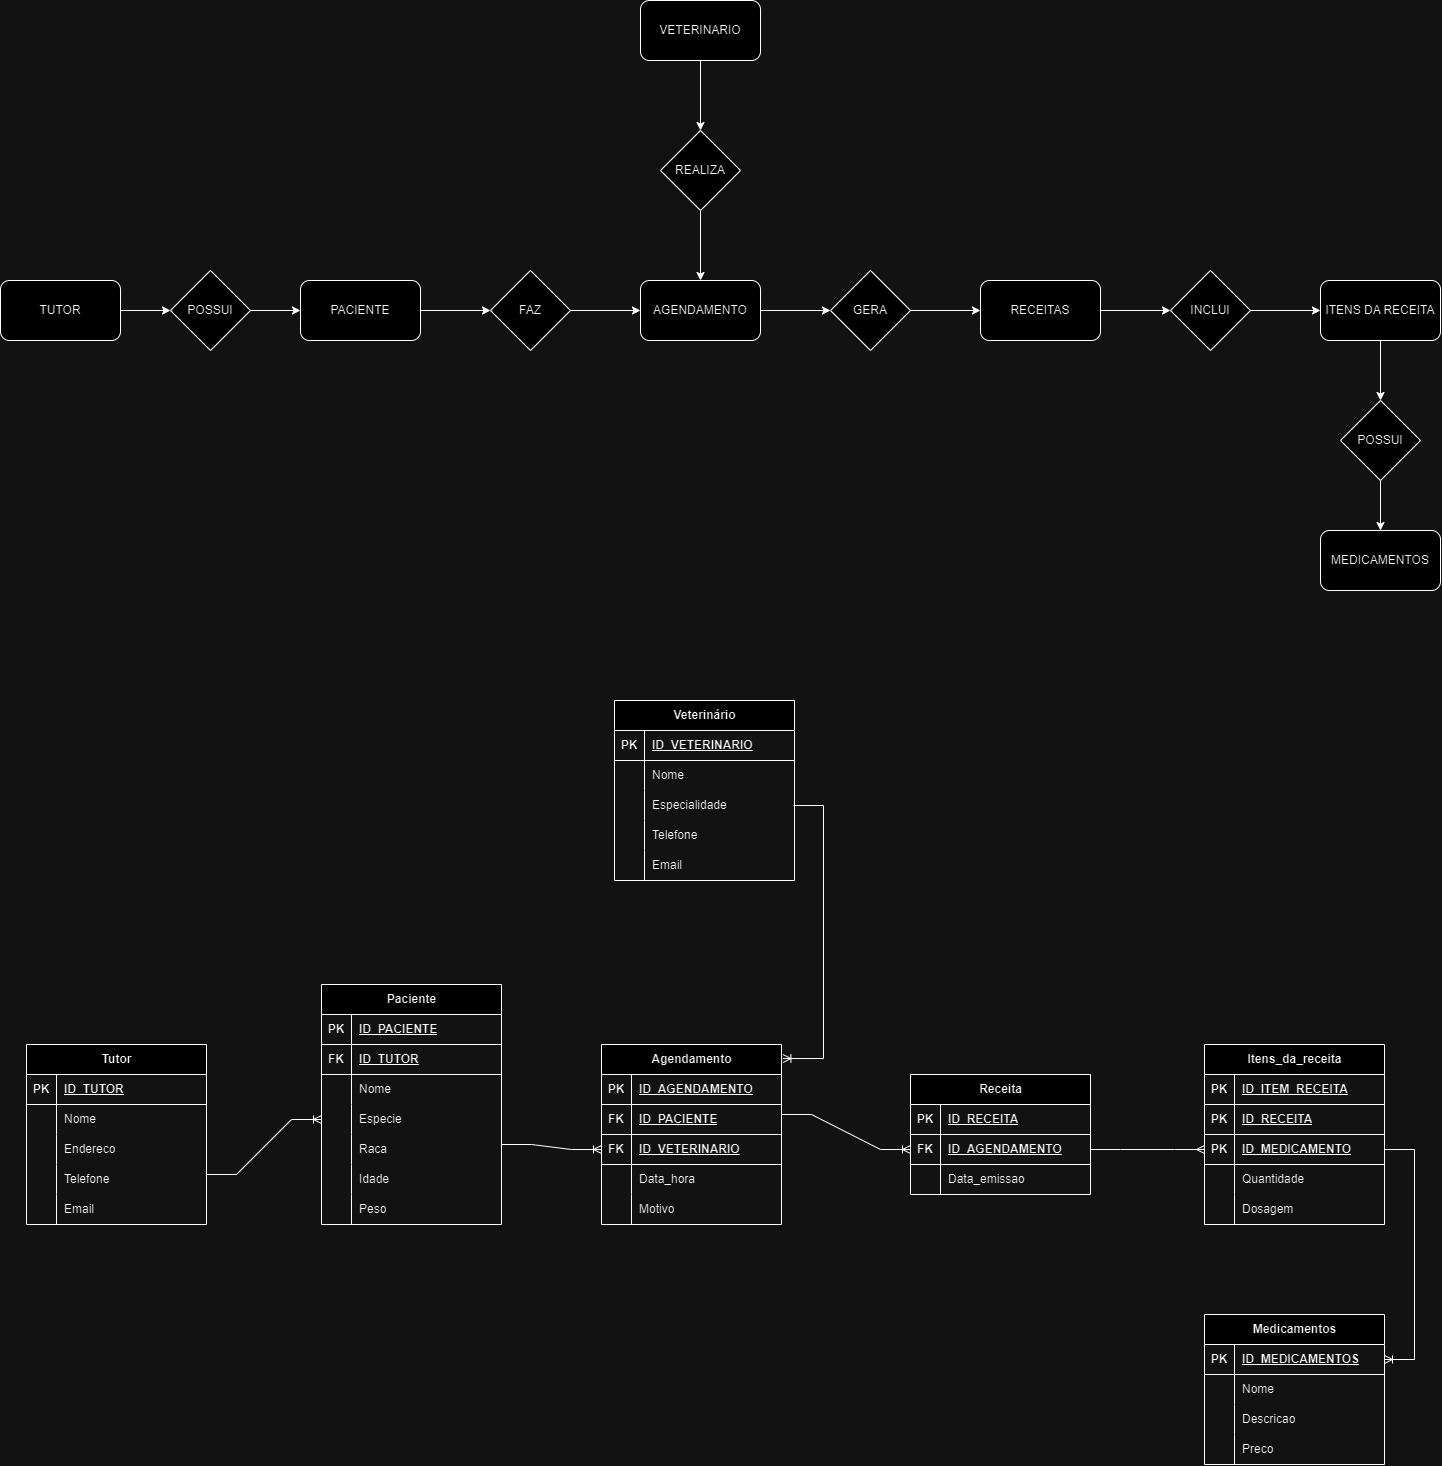 VETERINARIO
REALIZA
TUTOR
POSSUI
PACIENTE
FAZ
AGENDAMENTO
GERA
RECEITAS
INCLUI
ITENS DA RECEITA
POSSUI
MEDICAMENTOS
Veterinário
PK ID_VETERINARIO
Nome
Especialidade
Telefone
Email
Tutor
PK ID_TUTOR
Nome
Endereco
Telefone
Email
Paciente
PK ID_PACIENTE
FK ID_TUTOR
Nome
Especie
Raca
Idade
Peso
Agendamento
PK ID_AGENDAMENTO
FK ID_PACIENTE
FK ID_VETERINARIO
Data_hora
Motivo
Receita
PK ID_RECEITA
FK ID_AGENDAMENTO
Data_emissao
Itens_da_receita
PK ID_ITEM_RECEITA
PK ID_RECEITA
PK ID_MEDICAMENTO
Quantidade
Dosagem
Medicamentos
PK ID_MEDICAMENTOS
Nome
Descricao
Preco